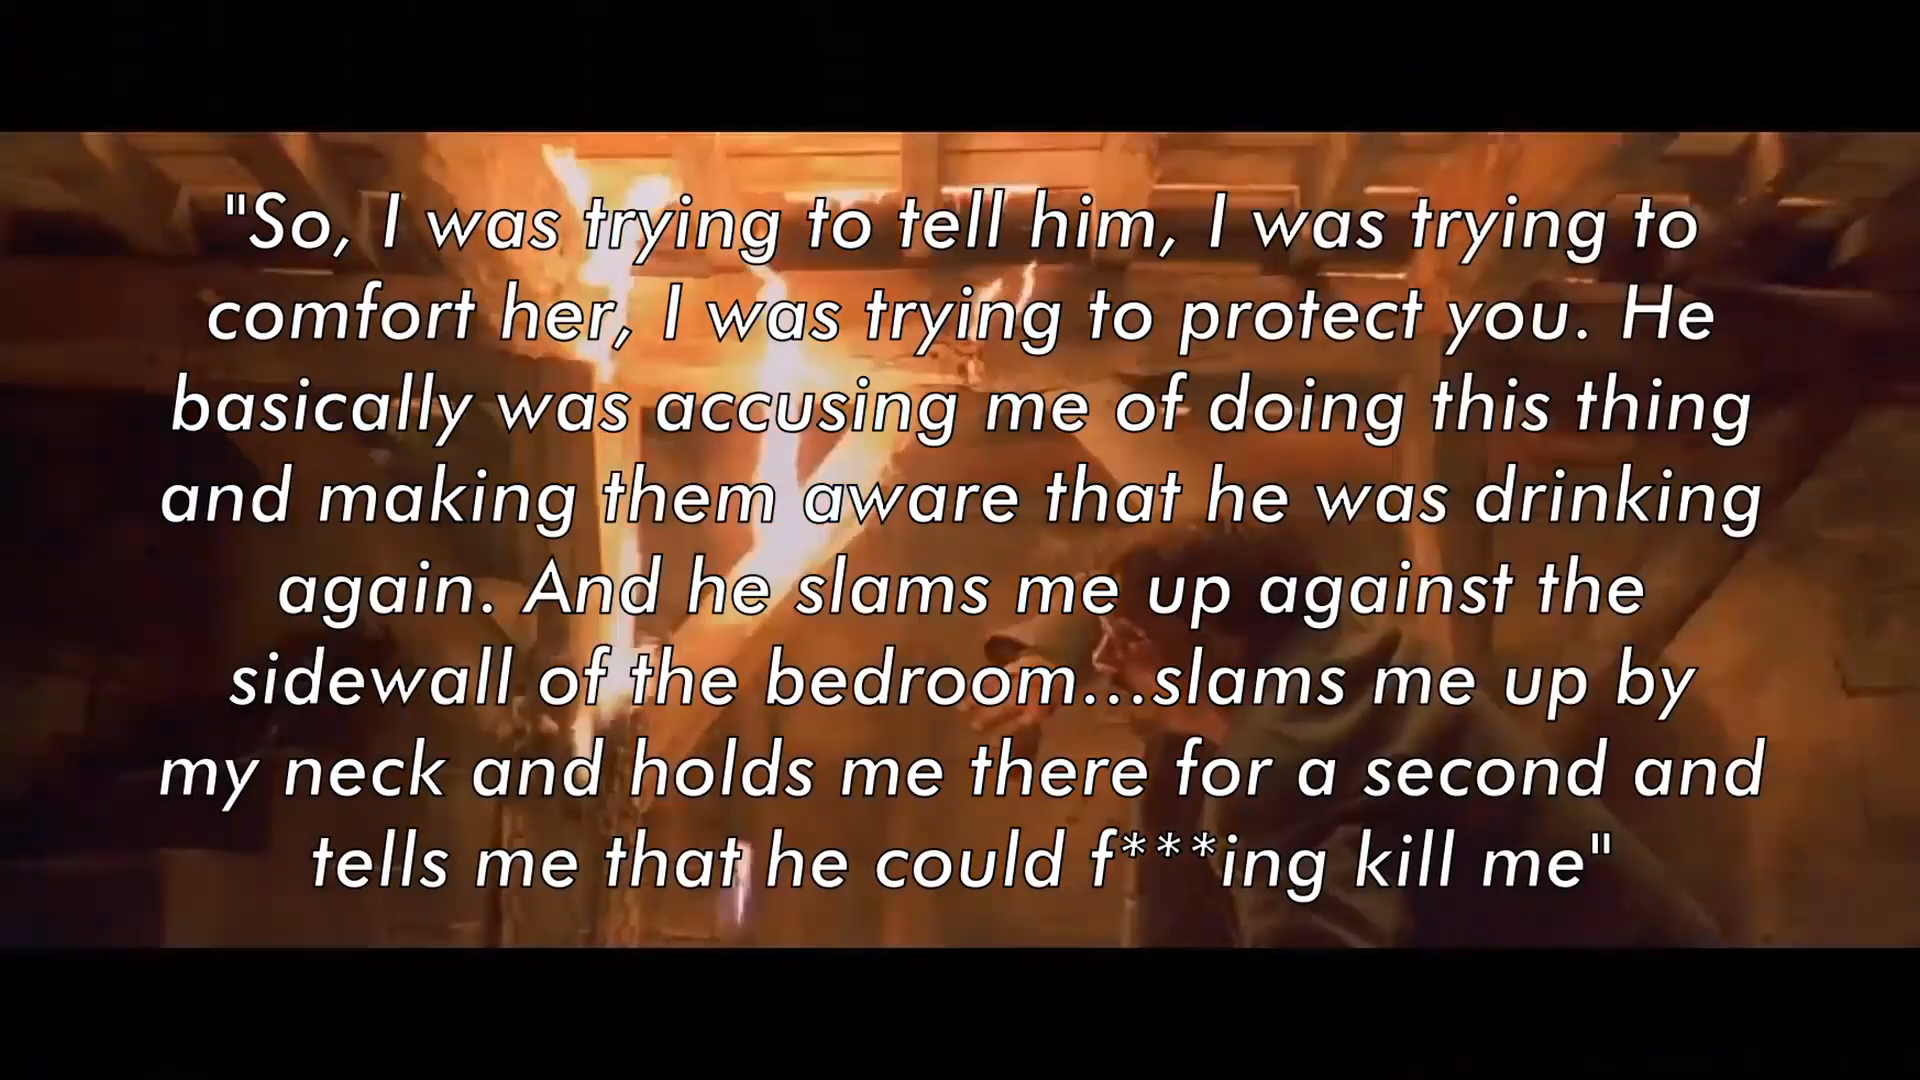 "So, I was trying to tell him, I was trying to
comfort her, I was trying to protect you. He
basically was accusing me of doing this thing
and making them aware that he was drinking
again. And he slams me up against the
sidewall of the bedroom...slams me up by
my neck and holds me there for a second and
tells me that he could f***ing kill me"